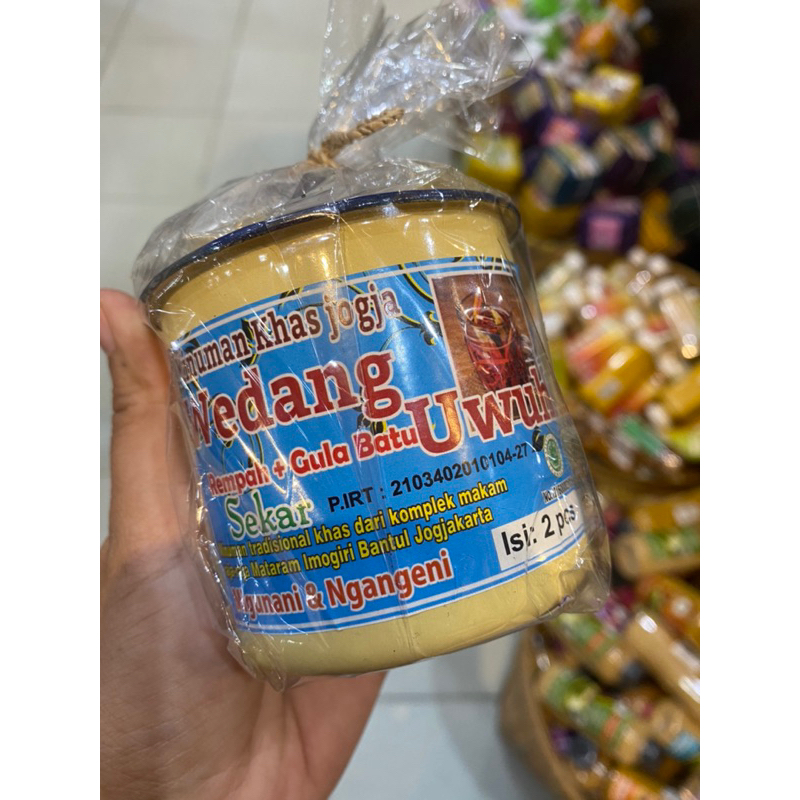 Khas jogja
Wedang
Uwuh
Rempah + Gula Batu
P.IRT : 2103402010104-27
Sekar
tradisional khas dari komplek makam
Mataram Imogiri Bantul Jogjakarta
& Ngangeni
Isi: 2 pcs